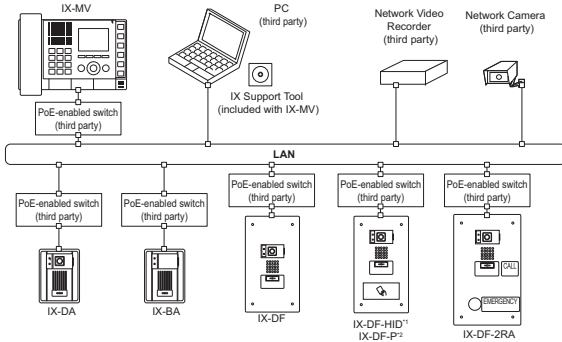 IX-MV
PC
(third party)
Network Video
Recorder
(third party)
Network Camera
(third party)
PoE-enabled switch
(third party)
IX Support Tool
(included with IX-MV)
LAN
PoE-enabled switch
(third party)
PoE-enabled switch
(third party)
PoE-enabled switch
(third party)
PoE-enabled switch
(third party)
PoE-enabled switch
(third party)
CALL
EMERGENCY
IX-DA
IX-BA
IX-DF
IX-DF-HID*1
IX-DF-P*2
IX-DF-2RA